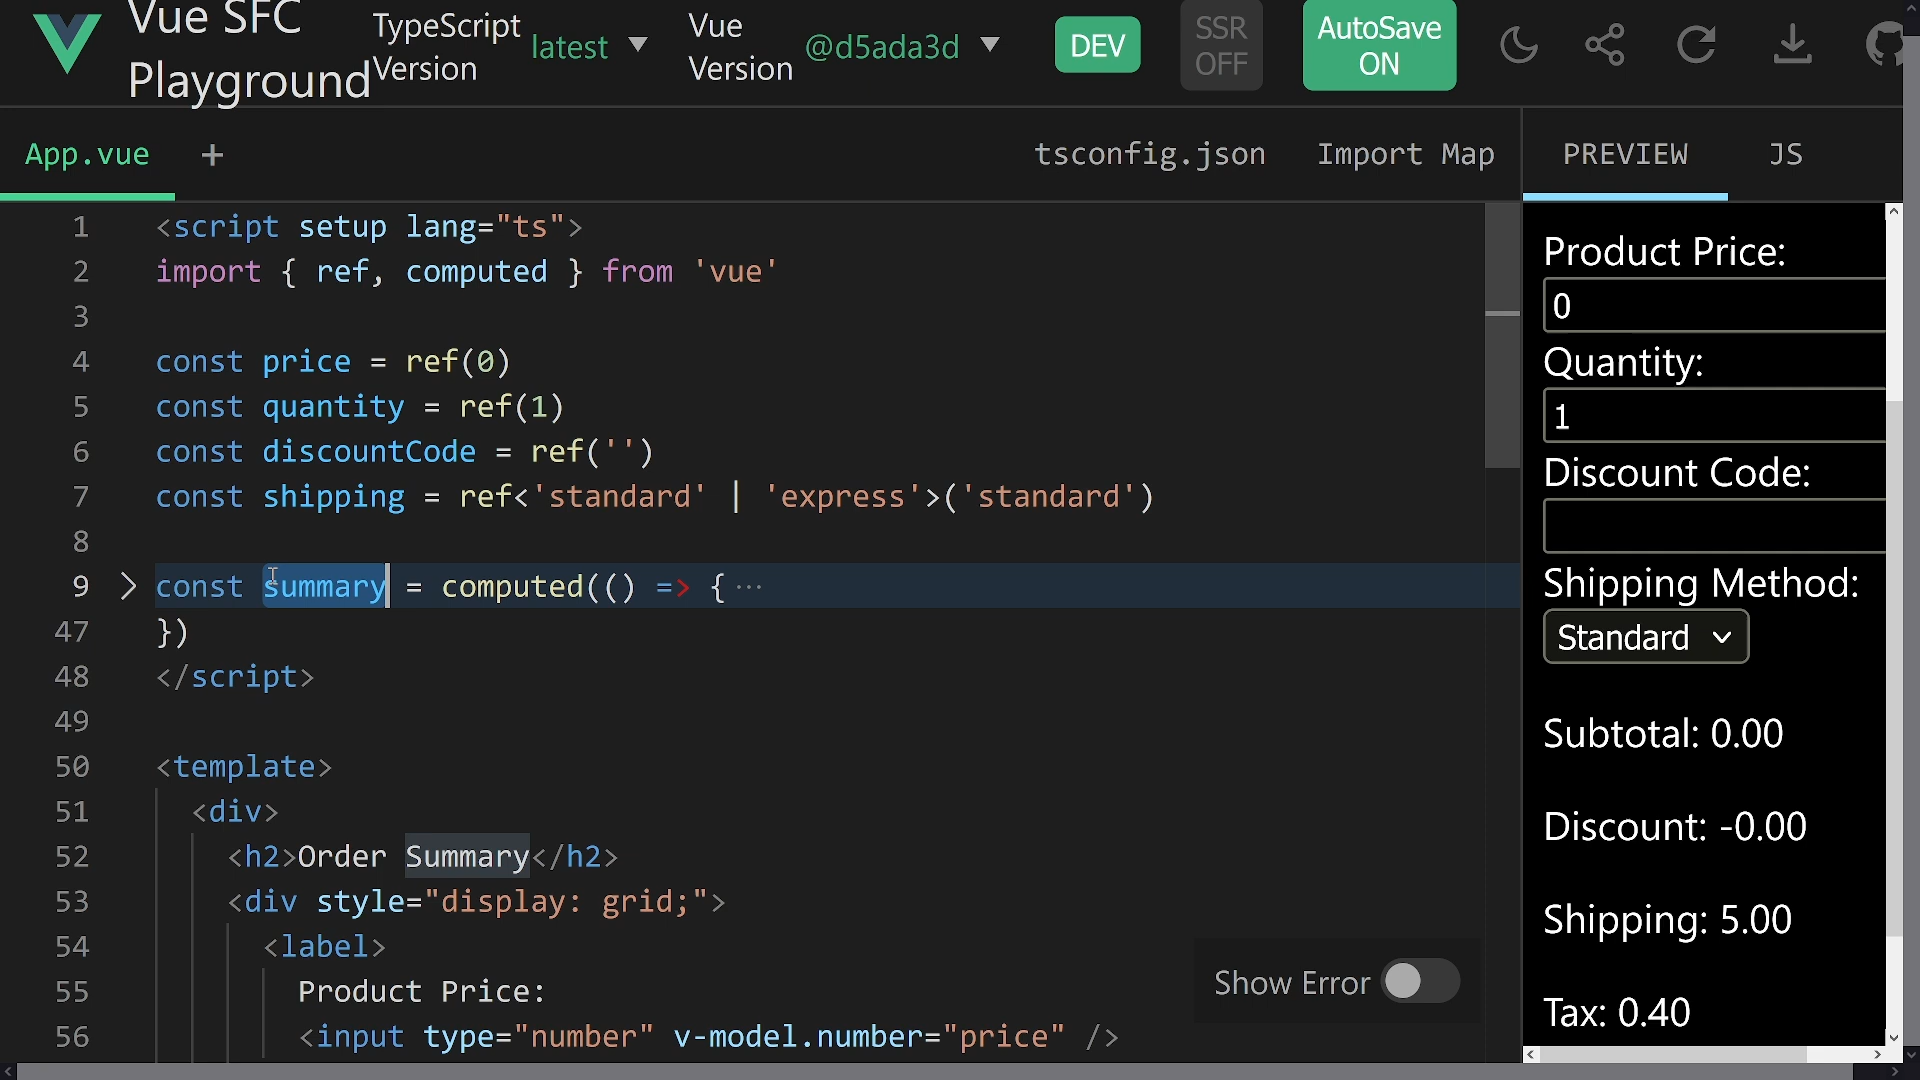 Vue SFC Playground
TypeScript Version latest ▼
Vue Version @d5ada3d ▼
DEV
SSR OFF
AutoSave ON
App.vue +
tsconfig.json
Import Map
PREVIEW
JS
1 <script setup lang="ts">
2 import { ref, computed } from 'vue'
3
4 const price = ref(0)
5 const quantity = ref(1)
6 const discountCode = ref('')
7 const shipping = ref<'standard' | 'express'>('standard')
8
9 const summary = computed(() => { ···
47 })
48 </script>
49
50 <template>
51 <div>
52 <h2>Order Summary</h2>
53 <div style="display: grid;">
54 <label>
55 Product Price:
56 <input type="number" v-model.number="price" />
Show Error
Product Price:
0
Quantity:
1
Discount Code:
Shipping Method:
Standard
Subtotal: 0.00
Discount: -0.00
Shipping: 5.00
Tax: 0.40